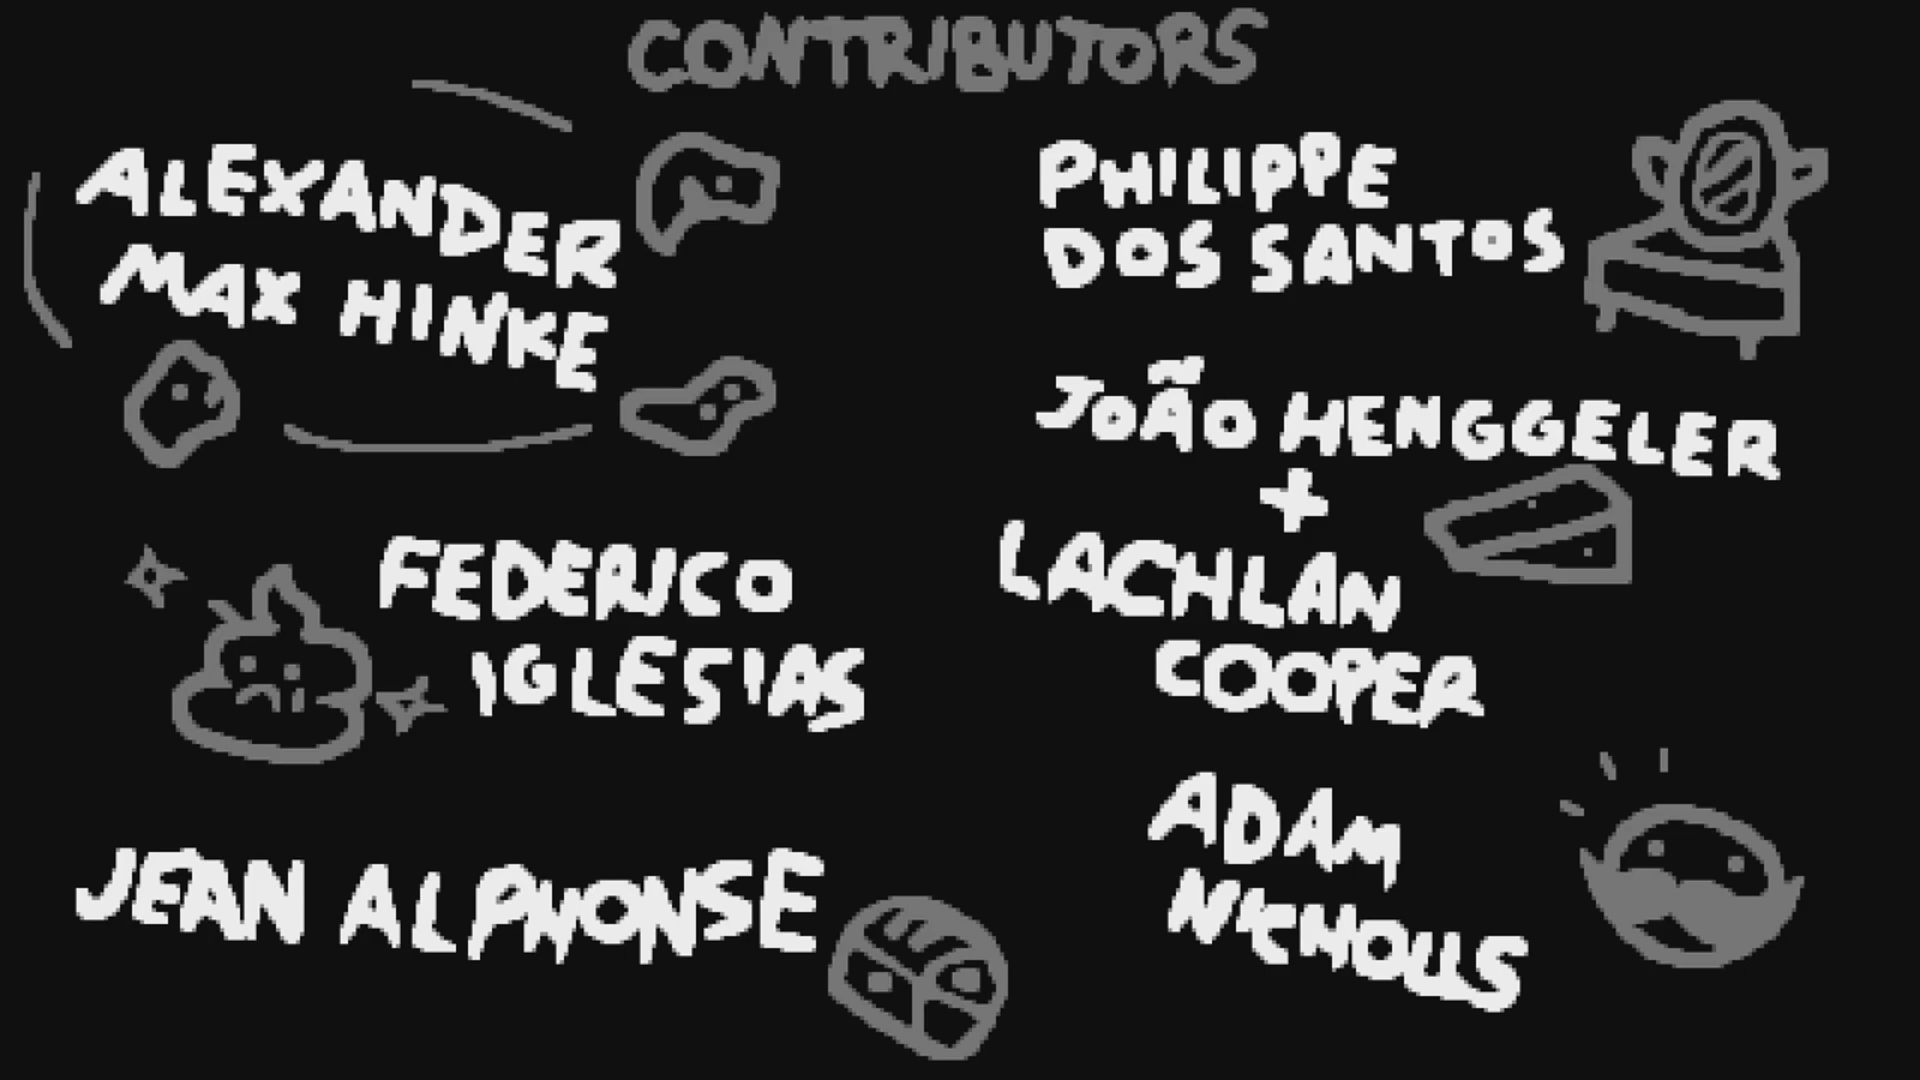 CONTRIBUTORS
ALEXANDER
MAX HINKE
FEDERICO
IGLESIAS
JEAN ALPHONSE
PHILIPPE
DOS SANTOS
JOÃO HENGGELER
+
LACHLAN
COOPER
ADAM
NICHOLLS